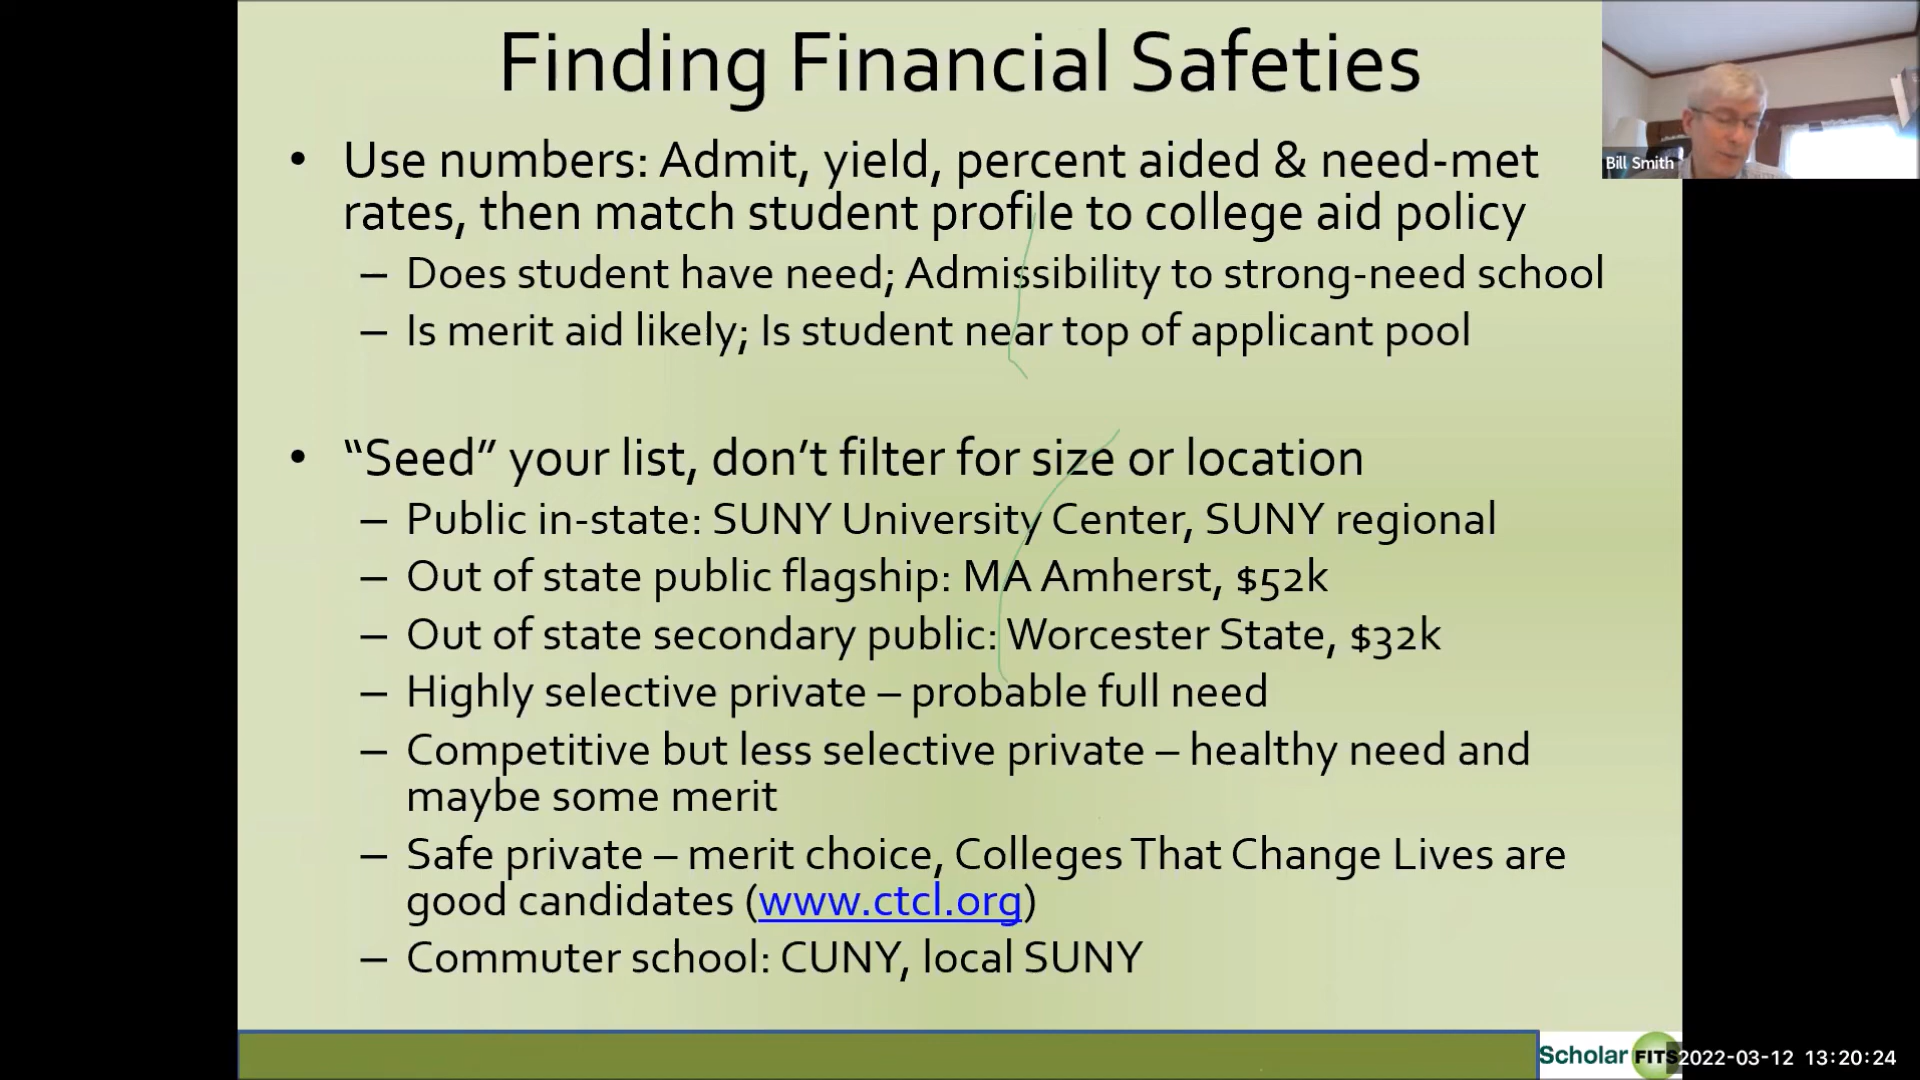 Finding Financial Safeties
• Use numbers: Admit, yield, percent aided & need-met
rates, then match student profile to college aid policy
– Does student have need; Admissibility to strong-need school
– Is merit aid likely; Is student near top of applicant pool
• “Seed” your list, don’t filter for size or location
– Public in-state: SUNY University Center, SUNY regional
– Out of state public flagship: MA Amherst, $52k
– Out of state secondary public: Worcester State, $32k
– Highly selective private – probable full need
– Competitive but less selective private – healthy need and
maybe some merit
– Safe private – merit choice, Colleges That Change Lives are
good candidates (www.ctcl.org)
– Commuter school: CUNY, local SUNY
Bill Smith
Scholar FITS
2022-03-12 13:20:24